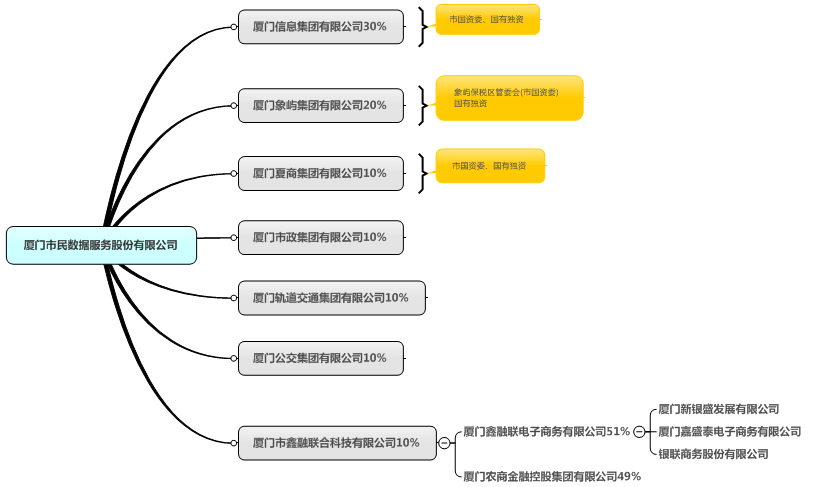 厦门信息集团有限公司30%
市国资委、国有独资
厦门象屿集团有限公司20%
象屿保税区管委会(市国资委)
国有独资
厦门夏商集团有限公司10%
市国资委、国有独资
厦门市民数据服务股份有限公司
厦门市政集团有限公司10%
厦门轨道交通集团有限公司10%
厦门公交集团有限公司10%
厦门市鑫融联合科技有限公司10%
厦门鑫融联电子商务有限公司51%
厦门新银盛发展有限公司
厦门嘉盛泰电子商务有限公司
银联商务股份有限公司
厦门农商金融控股集团有限公司49%